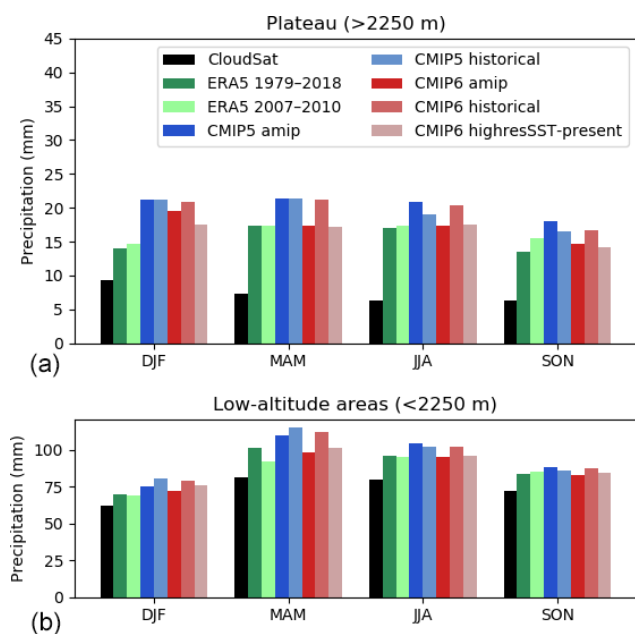 Plateau (>2250 m)
45
40
35
30
25
20
15
10
5
0
Precipitation (mm)
CloudSat
ERA5 1979–2018
ERA5 2007–2010
CMIP5 amip
CMIP5 historical
CMIP6 amip
CMIP6 historical
CMIP6 highresSST-present
DJF MAM JJA SON
(a)
Low-altitude areas (<2250 m)
100
75
50
25
0
Precipitation (mm)
DJF MAM JJA SON
(b)